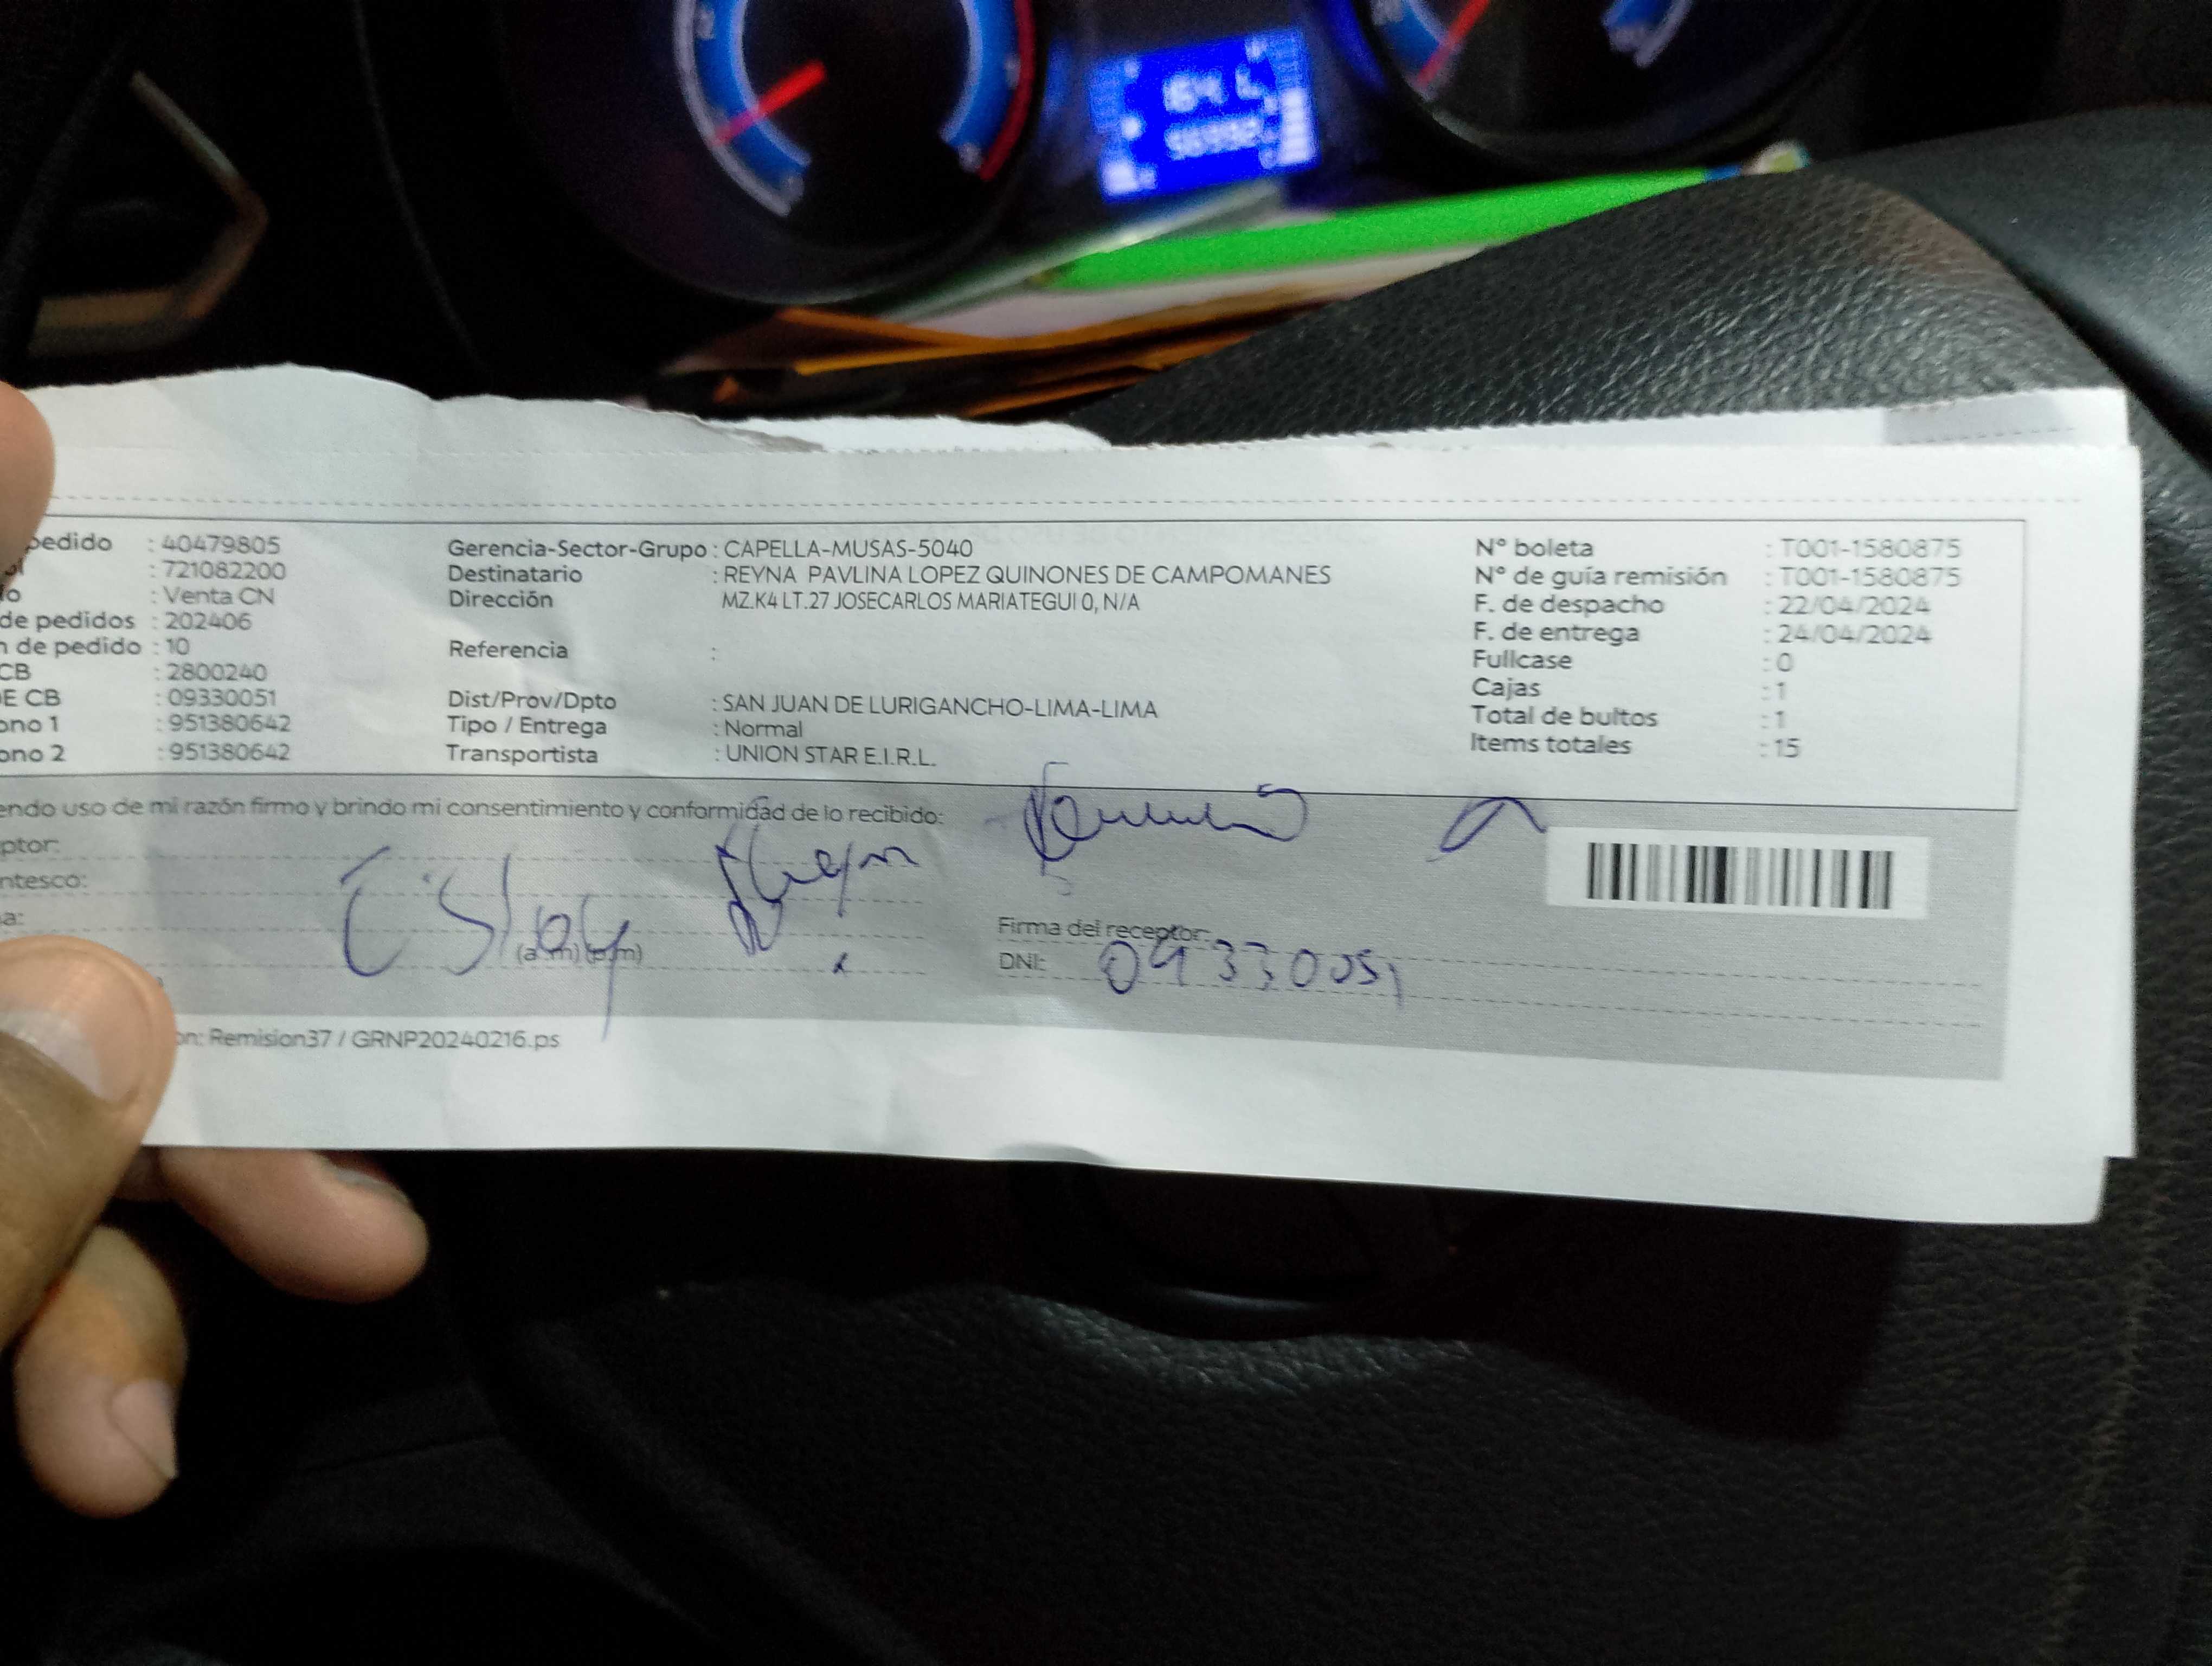 pedido : 40479805
: 721082200
o : Venta CN
de pedidos : 202406
n de pedido : 10
CB : 2800240
E CB : 09330051
ono 1 : 951380642
ono 2 : 951380642
Gerencia-Sector-Grupo : CAPELLA-MUSAS-5040
Destinatario : REYNA PAVLINA LOPEZ QUINONES DE CAMPOMANES
Dirección MZ.K4 LT.27 JOSECARLOS MARIATEGUI 0, N/A
Referencia :
Dist/Prov/Dpto : SAN JUAN DE LURIGANCHO-LIMA-LIMA
Tipo / Entrega : Normal
Transportista : UNION STAR E.I.R.L.
Nº boleta : T001-1580875
Nº de guía remisión : T001-1580875
F. de despacho : 22/04/2024
F. de entrega : 24/04/2024
Fullcase : 0
Cajas : 1
Total de bultos : 1
Items totales : 15
endo uso de mi razón firmo y brindo mi consentimiento y conformidad de lo recibido:
ptor:
ntesco:
a:
(a.m) (p.m)
Firma del receptor:
DNI: 09330051
on: Remision37 / GRNP20240216.ps